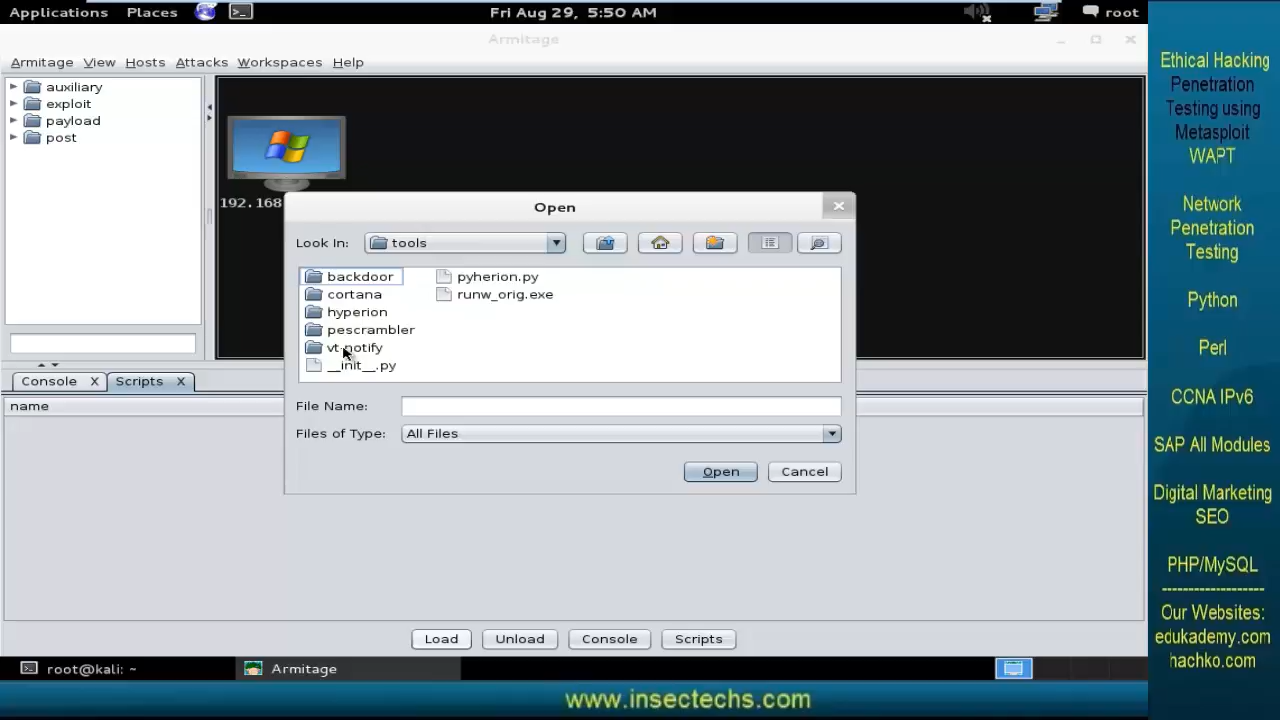 Applications Places Fri Aug 29, 5:50 AM root
Armitage
Armitage View Hosts Attacks Workspaces Help
auxiliary
exploit
payload
post
192.168
Open
Look In: tools
backdoor
cortana
hyperion
pescrambler
vt-notify
__init__.py
pyherion.py
runw_orig.exe
File Name:
Files of Type: All Files
Open Cancel
Console X Scripts X
name
Load Unload Console Scripts
root@kali: ~ Armitage
www.insectechs.com
Ethical Hacking
Penetration
Testing using
Metasploit
WAPT
Network
Penetration
Testing
Python
Perl
CCNA IPv6
SAP All Modules
Digital Marketing
SEO
PHP/MySQL
-------------------
Our Websites:
edukademy.com
hachko.com